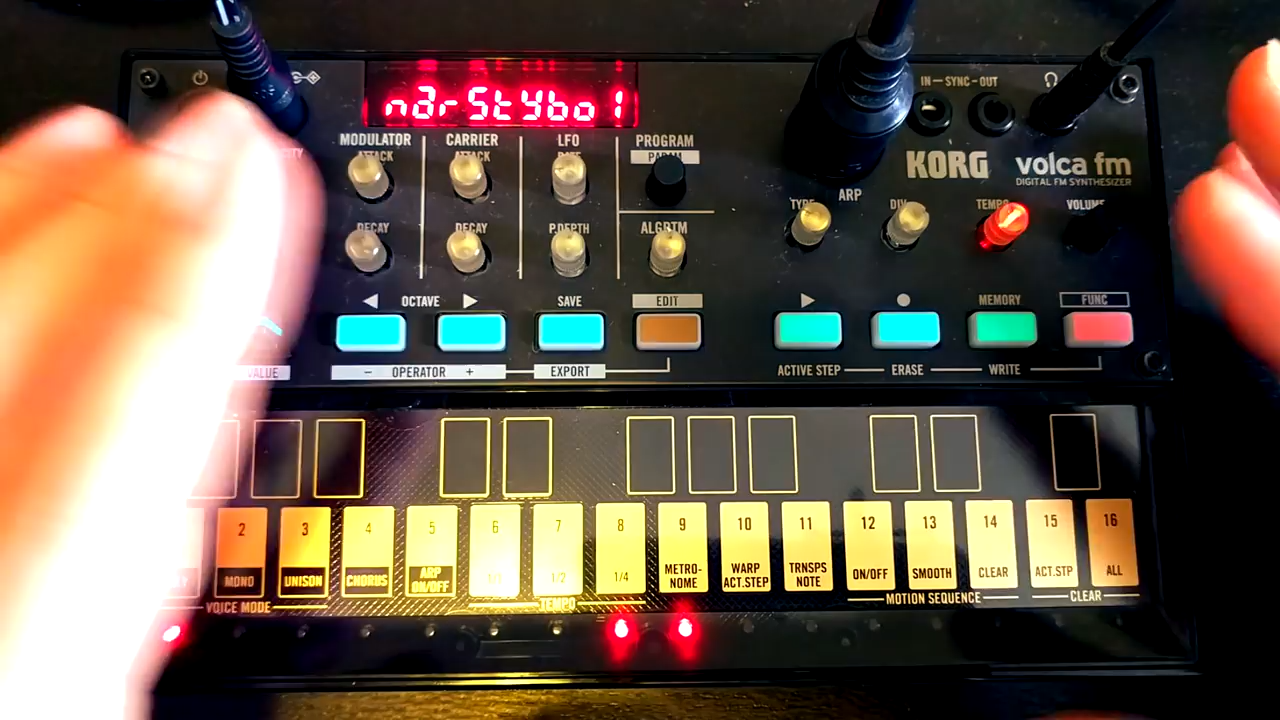 IN — SYNC — OUT
MODULATOR CARRIER LFO PROGRAM
ATTACK ATTACK RATE PARAM
KORG volca fm
DIGITAL FM SYNTHESIZER
ARP
TYPE DIV TEMPO VOLUME
DECAY DECAY P.DEPTH ALGRTM
OCTAVE SAVE EDIT MEMORY FUNC
VALUE - OPERATOR + EXPORT ACTIVE STEP ERASE WRITE
2 3 4 5 6 7 8 9 10 11 12 13 14 15 16
MONO UNISON CHORUS ARP ON/OFF 1/1 1/2 1/4 METRO-NOME WARP ACT.STEP TRNSPS NOTE ON/OFF SMOOTH CLEAR ACT.STP ALL
VOICE MODE TEMPO MOTION SEQUENCE CLEAR